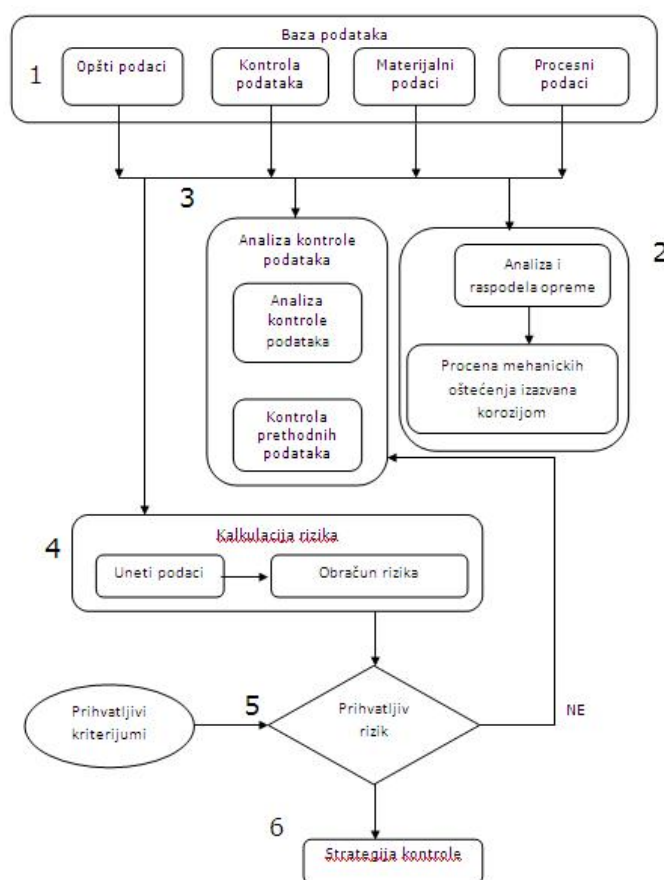 Baza podataka
1
Opšti podaci
Kontrola
podataka
Materijalni
podaci
Procesni
podaci
3
Analiza kontrole
podataka
Analiza
kontrole
podataka
Kontrola
prethodnih
podataka
2
Analiza i
raspodela opreme
Procena mehanickih
oštećenja izazvana
korozijom
4
Kalkulacija rizika
Uneti podaci
Obračun rizika
Prihvatljivi
kriterijumi
5
Prihvatljiv
rizik
NE
6
Strategija kontrole